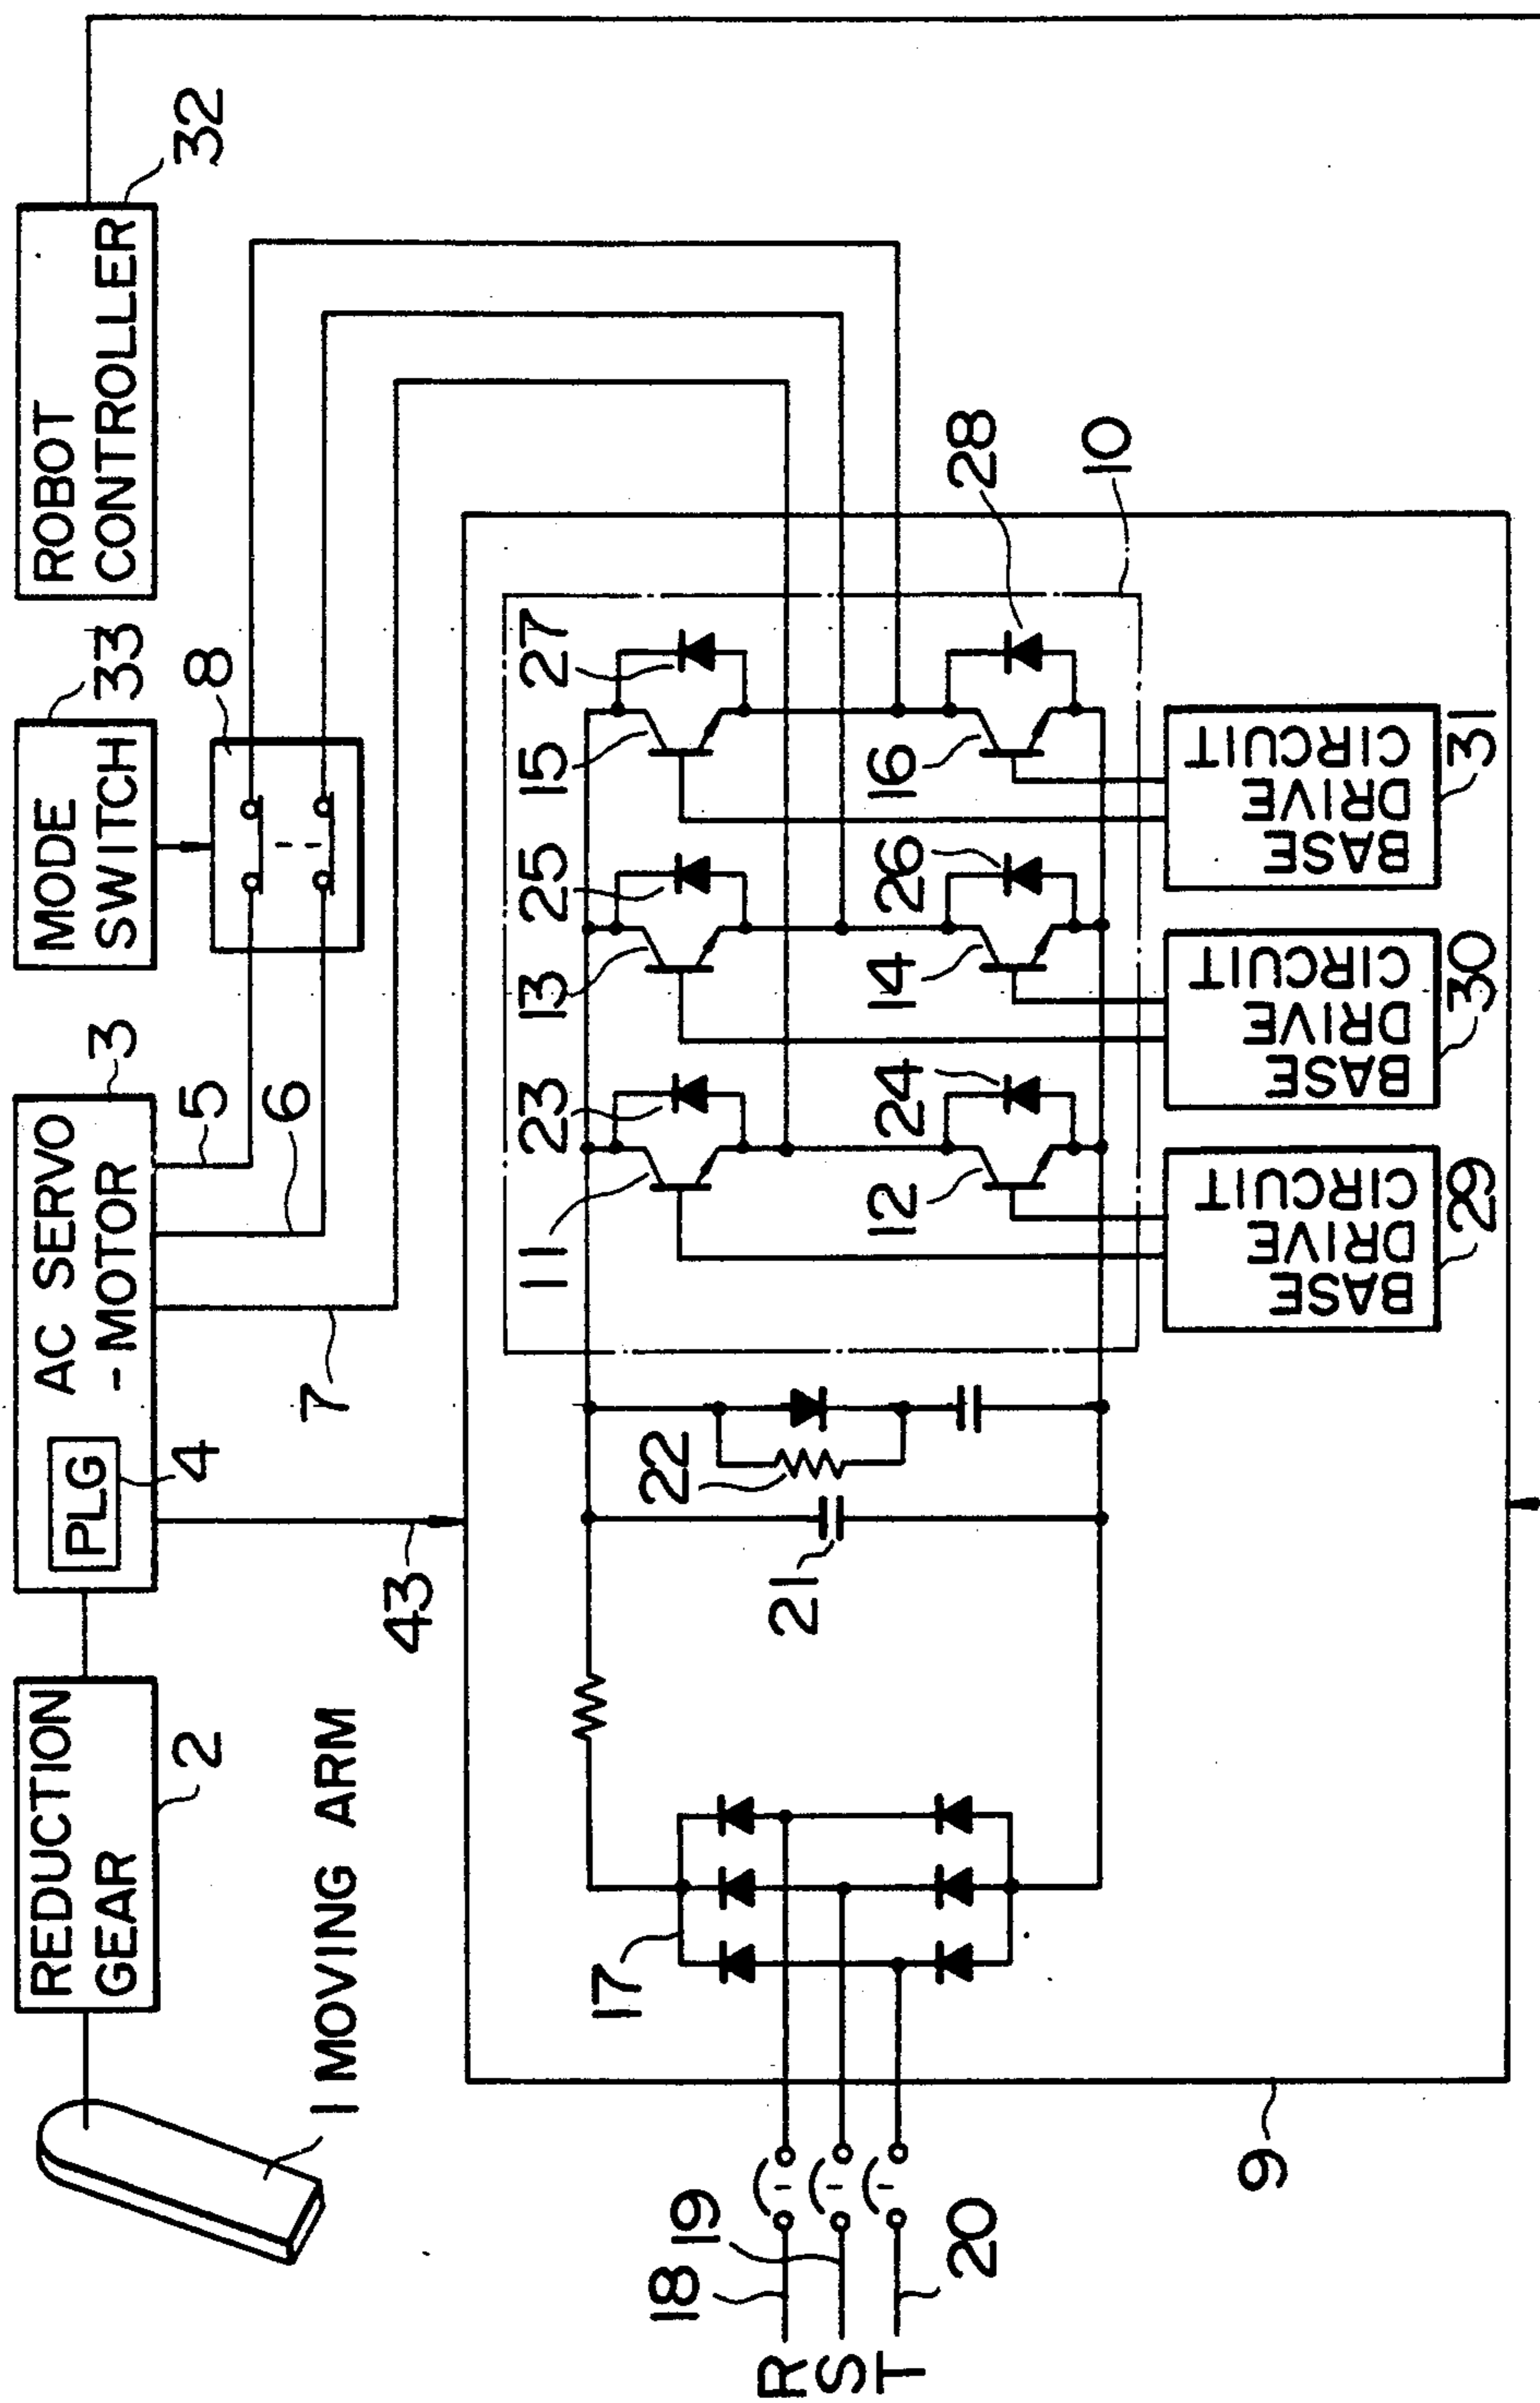 REDUCTION
GEAR
2
1 MOVING ARM
AC SERVO
-MOTOR
PLG
4
3
5
6
7
43
MODE
SWITCH
33
8
ROBOT
CONTROLLER
32
9
10
R
S
T
18
19
20
17
21
22
11
23
13
25
15
27
12
24
14
26
16
28
BASE
DRIVE
CIRCUIT
29
BASE
DRIVE
CIRCUIT
30
BASE
DRIVE
CIRCUIT
31